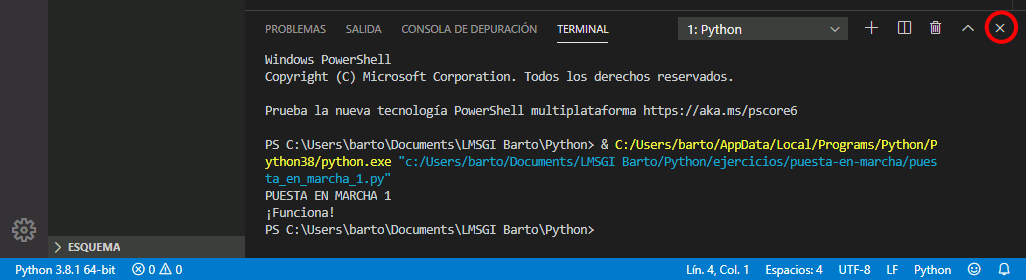 PROBLEMAS SALIDA CONSOLA DE DEPURACIÓN TERMINAL 1: Python
Windows PowerShell
Copyright (C) Microsoft Corporation. Todos los derechos reservados.
Prueba la nueva tecnología PowerShell multiplataforma https://aka.ms/pscore6
PS C:\Users\barto\Documents\LMSGI Barto\Python> & C:/Users/barto/AppData/Local/Programs/Python/P
ython38/python.exe "c:/Users/barto/Documents/LMSGI Barto/Python/ejercicios/puesta-en-marcha/pues
ta_en_marcha_1.py"
PUESTA EN MARCHA 1
¡Funciona!
PS C:\Users\barto\Documents\LMSGI Barto\Python>
ESQUEMA
Python 3.8.1 64-bit 0 0 Lín. 4, Col. 1 Espacios: 4 UTF-8 LF Python